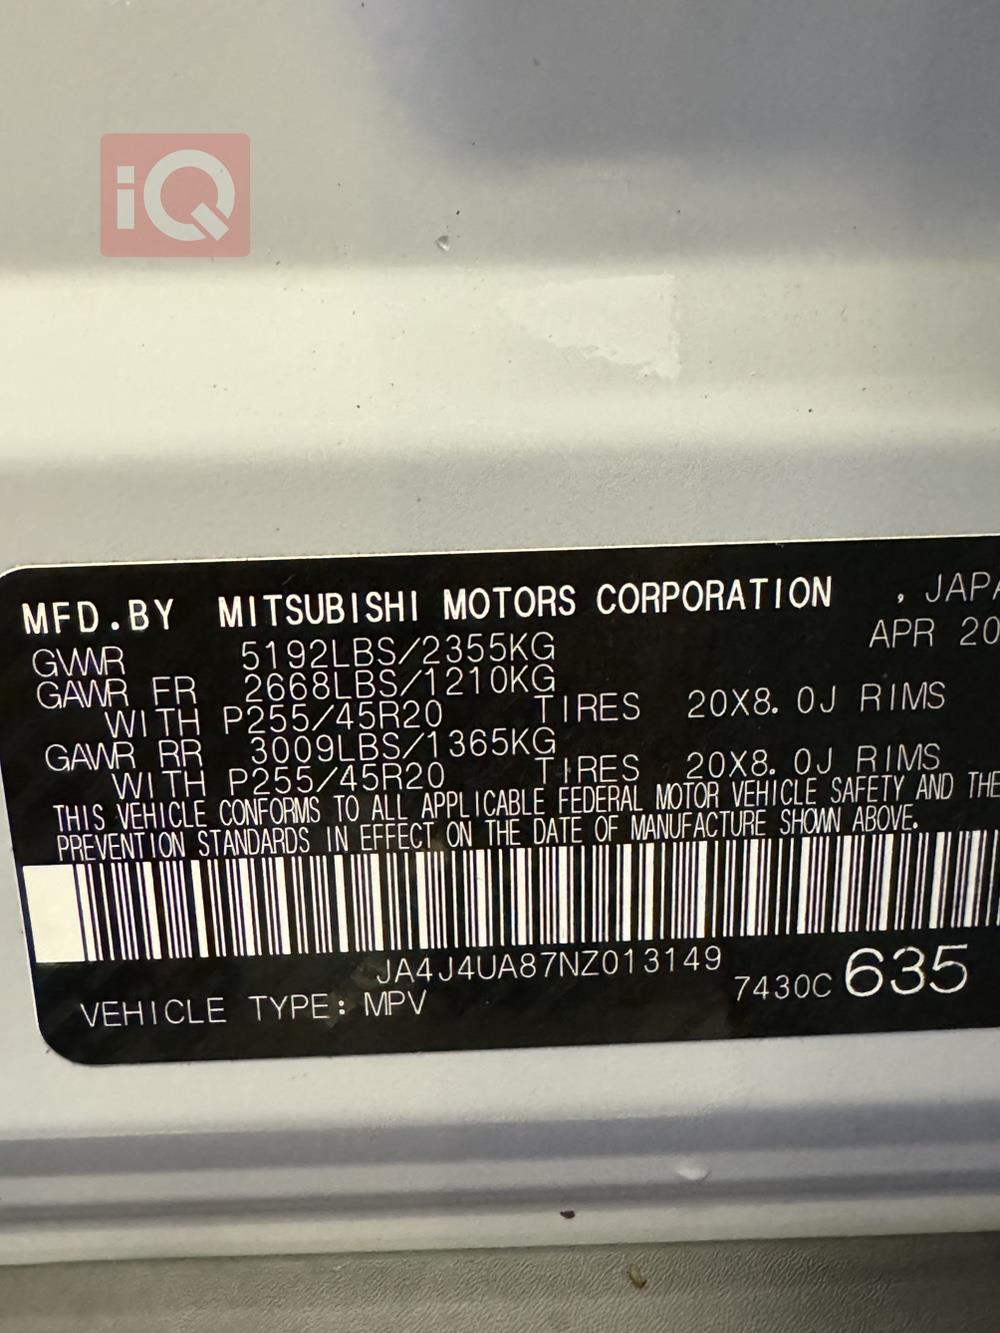 iQ
MFD.BY MITSUBISHI MOTORS CORPORATION , JAPA
APR 20
GVWR 5192LBS/2355KG
GAWR FR 2668LBS/1210KG
WITH P255/45R20 TIRES 20X8.0J RIMS
GAWR RR 3009LBS/1365KG
WITH P255/45R20 TIRES 20X8.0J RIMS
THIS VEHICLE CONFORMS TO ALL APPLICABLE FEDERAL MOTOR VEHICLE SAFETY AND THE
PREVENTION STANDARDS IN EFFECT ON THE DATE OF MANUFACTURE SHOWN ABOVE.
JA4J4UA87NZ013149
7430C 635
VEHICLE TYPE: MPV